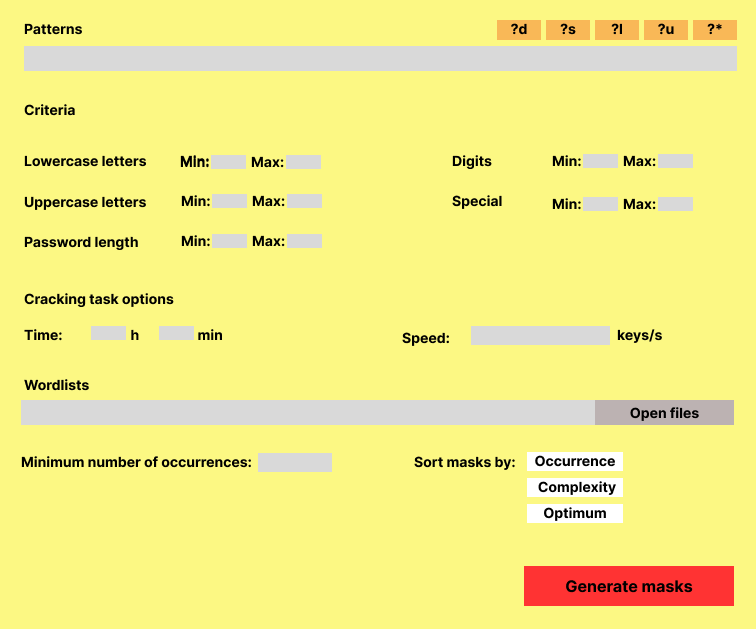 Patterns ?d ?s ?l ?u ?*
Criteria
Lowercase letters Min: Max: Digits Min: Max:
Uppercase letters Min: Max: Special Min: Max:
Password length Min: Max:
Cracking task options
Time: h min Speed: keys/s
Wordlists
Open files
Minimum number of occurrences: Sort masks by: Occurrence
Complexity
Optimum
Generate masks